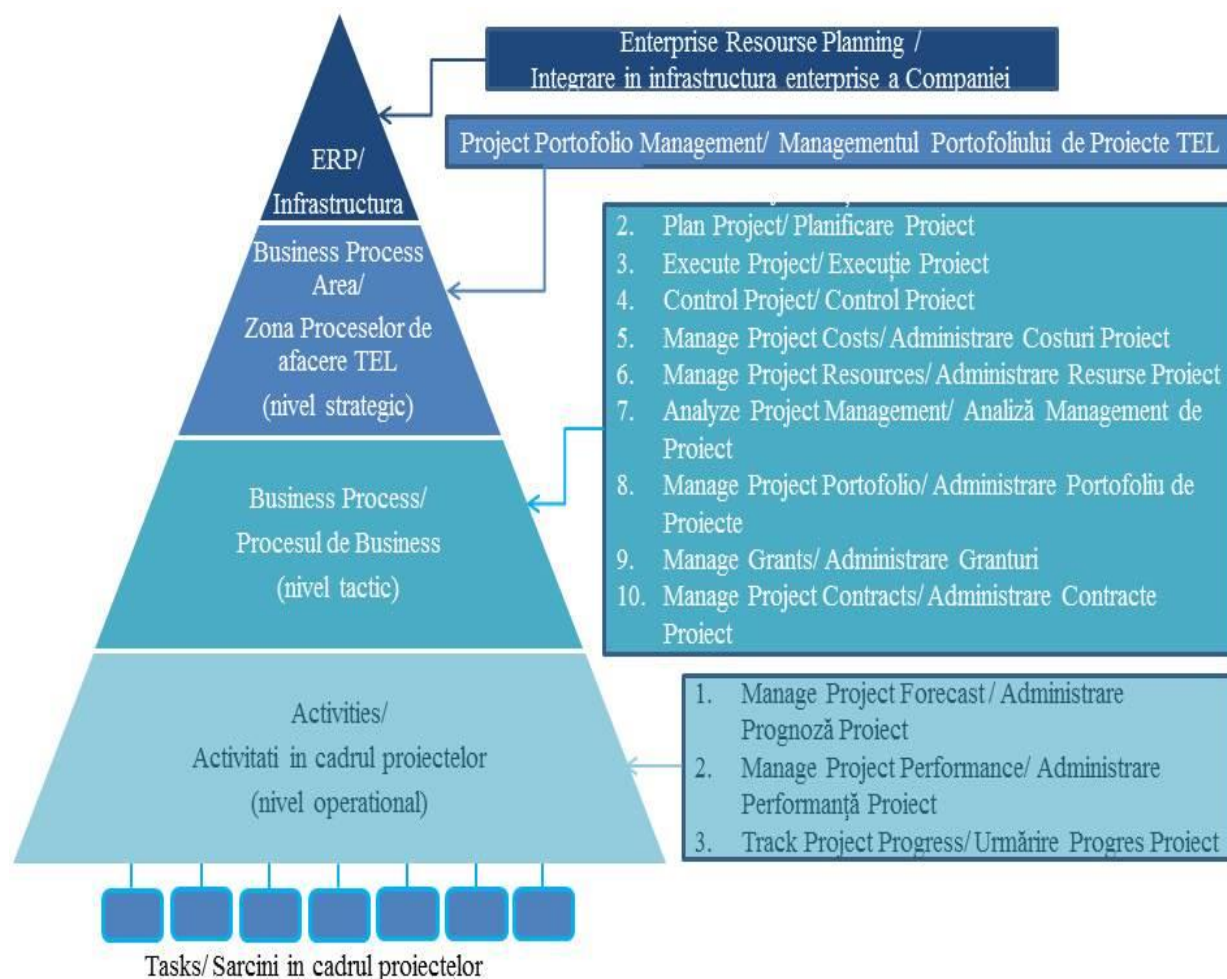 Enterprise Resourse Planning /
Integrare in infrastructura enterprise a Companiei
Project Portofolio Management/ Managementul Portofoliului de Proiecte TEL
ERP/
Infrastructura
Business Process
Area/
Zona Proceselor de
afacere TEL
(nivel strategic)
2. Plan Project/ Planificare Proiect
3. Execute Project/ Execuție Proiect
4. Control Project/ Control Proiect
5. Manage Project Costs/ Administrare Costuri Proiect
6. Manage Project Resources/ Administrare Resurse Proiect
7. Analyze Project Management/ Analiză Management de
Proiect
8. Manage Project Portofolio/ Administrare Portofoliu de
Proiecte
9. Manage Grants/ Administrare Granturi
10. Manage Project Contracts/ Administrare Contracte
Proiect
Business Process/
Procesul de Business
(nivel tactic)
Activities/
Activitati in cadrul proiectelor
(nivel operational)
1. Manage Project Forecast / Administrare
Prognoză Proiect
2. Manage Project Performance/ Administrare
Performanță Proiect
3. Track Project Progress/ Urmărire Progres Proiect
Tasks/ Sarcini in cadrul proiectelor